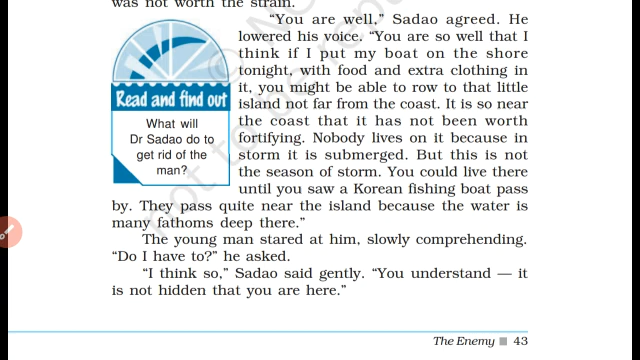 was not worth the strain.
"You are well," Sadao agreed. He
lowered his voice. "You are so well that I
think if I put my boat on the shore
tonight, with food and extra clothing in
it, you might be able to row to that little
island not far from the coast. It is so near
the coast that it has not been worth
fortifying. Nobody lives on it because in
storm it is submerged. But this is not
the season of storm. You could live there
until you saw a Korean fishing boat pass
by. They pass quite near the island because the water is
many fathoms deep there."
Read and find out
What will
Dr Sadao do to
get rid of the
man?
The young man stared at him, slowly comprehending.
"Do I have to?" he asked.
"I think so," Sadao said gently. "You understand — it
is not hidden that you are here."
The Enemy ■ 43
not to be rep
© NC